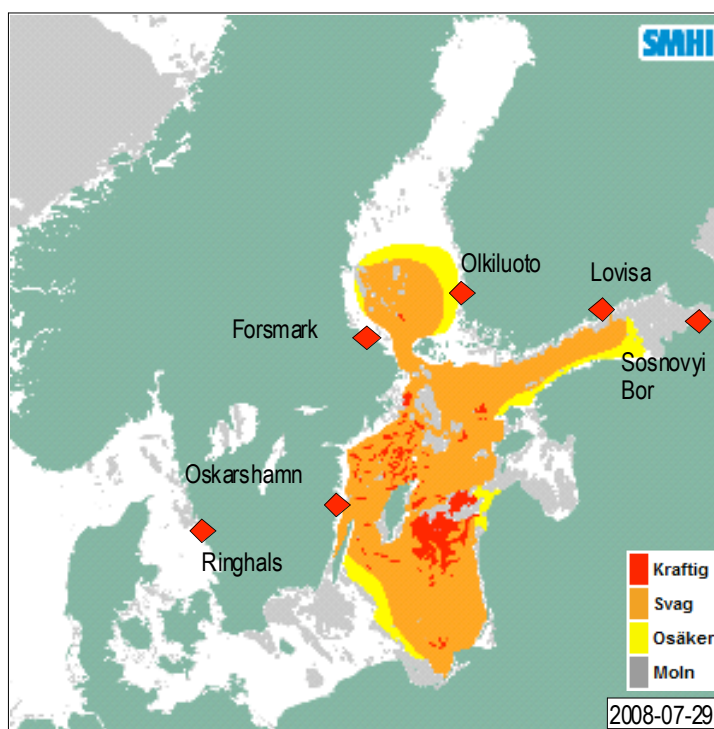 SMHI
Olkiluoto
Lovisa
Forsmark
Sosnovyi
Bor
Oskarshamn
Ringhals
Kraftig
Svag
Osäker
Moln
2008-07-29